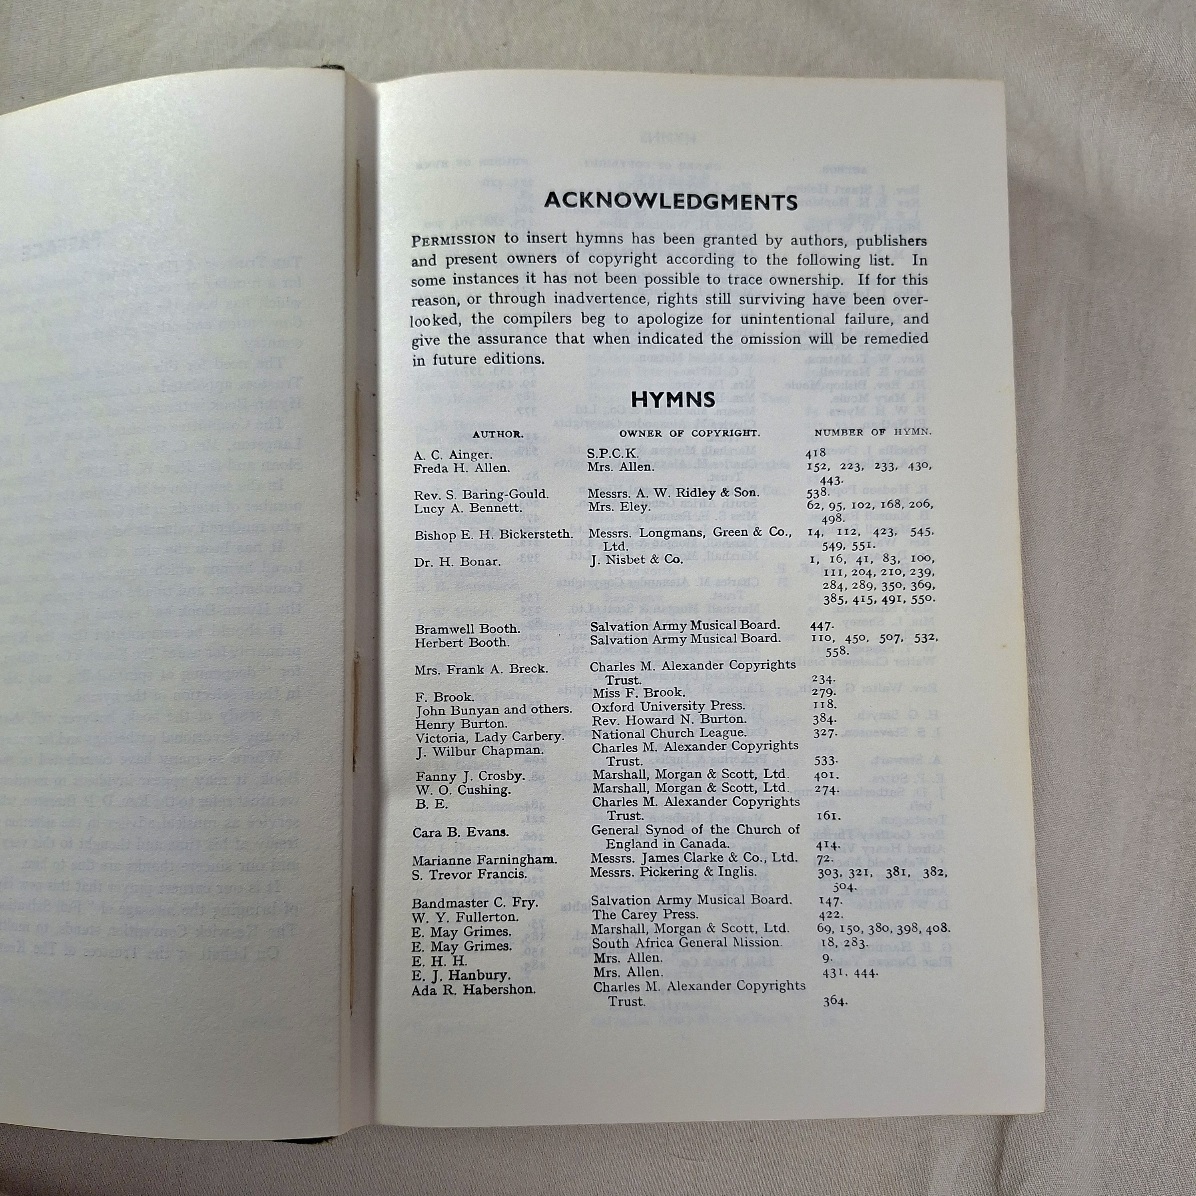 ACKNOWLEDGMENTS
PERMISSION to insert hymns has been granted by authors, publishers
and present owners of copyright according to the following list. In
some instances it has not been possible to trace ownership. If for this
reason, or through inadvertence, rights still surviving have been over-
looked, the compilers beg to apologize for unintentional failure, and
give the assurance that when indicated the omission will be remedied
in future editions.
HYMNS
AUTHOR. OWNER OF COPYRIGHT. NUMBER OF HYMN.
A. C. Ainger. S.P.C.K. 418
Freda H. Allen. Mrs. Allen. 152, 223, 233, 430,
443.
Rev. S. Baring-Gould. Messrs. A. W. Ridley & Son. 538.
Lucy A. Bennett. Mrs. Eley. 62, 95, 102, 168, 206,
498.
Bishop E. H. Bickersteth. Messrs. Longmans, Green & Co., 14, 112, 423, 545.
Ltd. 549, 551.
Dr. H. Bonar. J. Nisbet & Co. 1, 16, 41, 83, 100,
111, 204, 210, 239,
284, 289, 350, 369,
385, 415, 491, 550.
Bramwell Booth. Salvation Army Musical Board. 447.
Herbert Booth. Salvation Army Musical Board. 110, 450, 507, 532,
558.
Mrs. Frank A. Breck. Charles M. Alexander Copyrights
Trust. 234.
F. Brook. Miss F. Brook. 279.
John Bunyan and others. Oxford University Press. 118.
Henry Burton. Rev. Howard N. Burton. 384.
Victoria, Lady Carbery. National Church League. 327.
J. Wilbur Chapman. Charles M. Alexander Copyrights
Trust. 533.
Fanny J. Crosby. Marshall, Morgan & Scott, Ltd. 401.
W. O. Cushing. Marshall, Morgan & Scott, Ltd. 274.
B. E. Charles M. Alexander Copyrights
Trust. 161.
Cara B. Evans. General Synod of the Church of
England in Canada. 414.
Marianne Farningham. Messrs. James Clarke & Co., Ltd. 72.
S. Trevor Francis. Messrs. Pickering & Inglis. 303, 321, 381, 382,
504.
Bandmaster C. Fry. Salvation Army Musical Board. 147.
W. Y. Fullerton. The Carey Press. 422.
E. May Grimes. Marshall, Morgan & Scott, Ltd. 69, 150, 380, 398, 408.
E. May Grimes. South Africa General Mission. 18, 283.
E. H. H. Mrs. Allen. 9.
E. J. Hanbury. Mrs. Allen. 431, 444.
Ada R. Habershon. Charles M. Alexander Copyrights
Trust. 364.